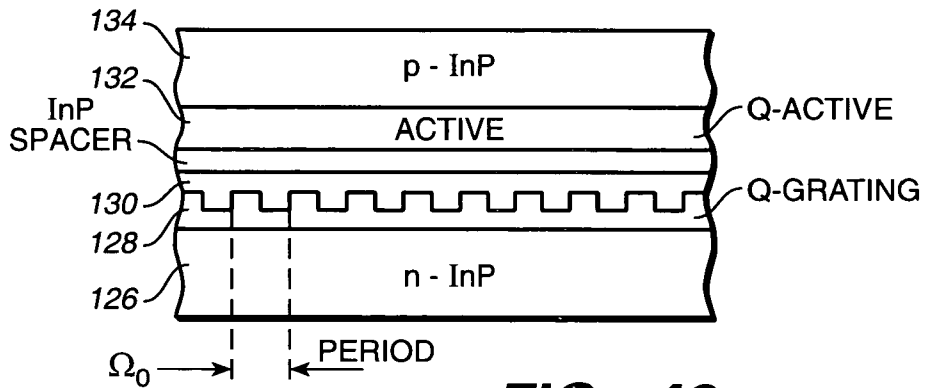 134
p - InP
132
InP
SPACER
ACTIVE
Q-ACTIVE
130
Q-GRATING
128
126
n - InP
Ω₀
PERIOD